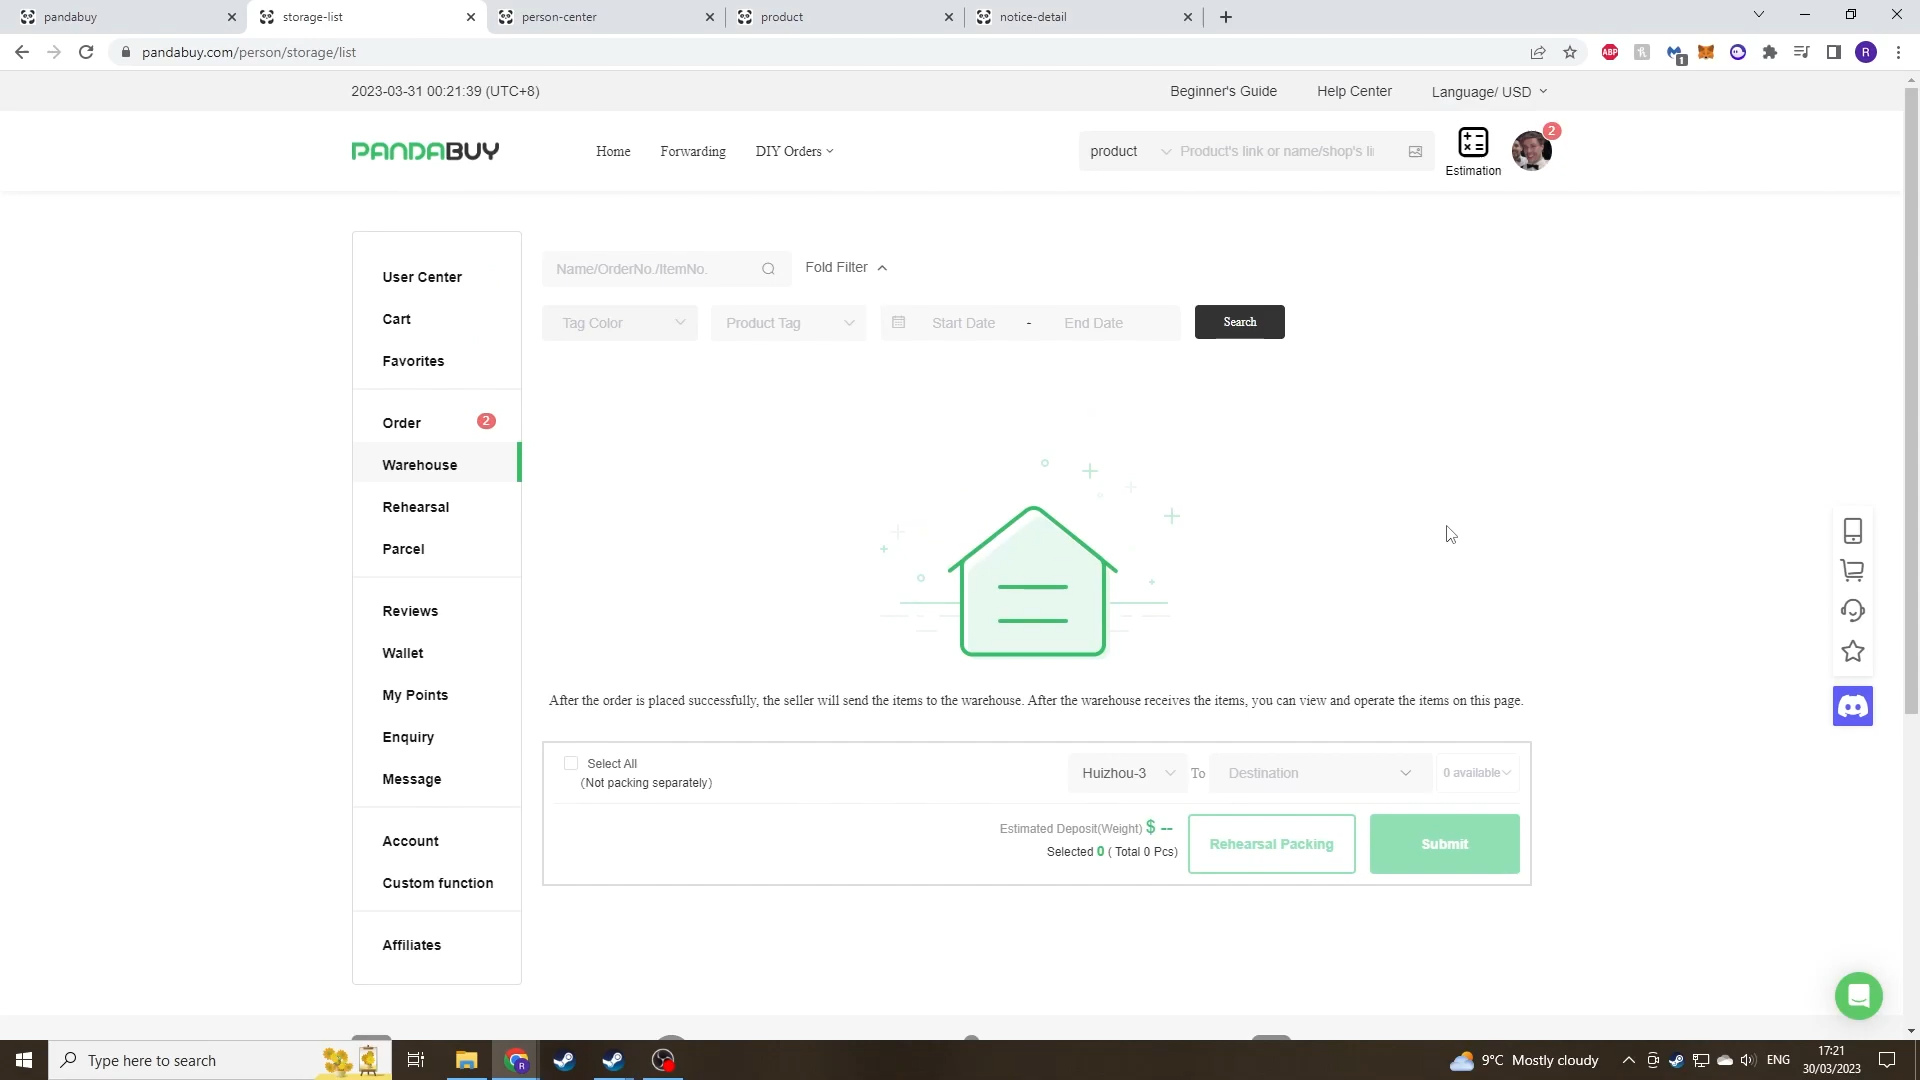 pandabuy
storage-list
person-center
product
notice-detail
pandabuy.com/person/storage/list
ABP
1
R
2023-03-31 00:21:39 (UTC+8)
Beginner's Guide
Help Center
Language/ USD
PANDABUY
Home
Forwarding
DIY Orders
product
Product's link or name/shop's li
Estimation
2
User Center
Cart
Favorites
Order
2
Warehouse
Rehearsal
Parcel
Reviews
Wallet
My Points
Enquiry
Message
Account
Custom function
Affiliates
Name/OrderNo./ItemNo.
Fold Filter
Tag Color
Product Tag
Start Date - End Date
Search
After the order is placed successfully, the seller will send the items to the warehouse. After the warehouse receives the items, you can view and operate the items on this page.
Select All
(Not packing separately)
Huizhou-3
To
Destination
0 available
Estimated Deposit(Weight) $ --
Selected 0 ( Total 0 Pcs)
Rehearsal Packing
Submit
Type here to search
R
9°C Mostly cloudy
ENG
17:21
30/03/2023